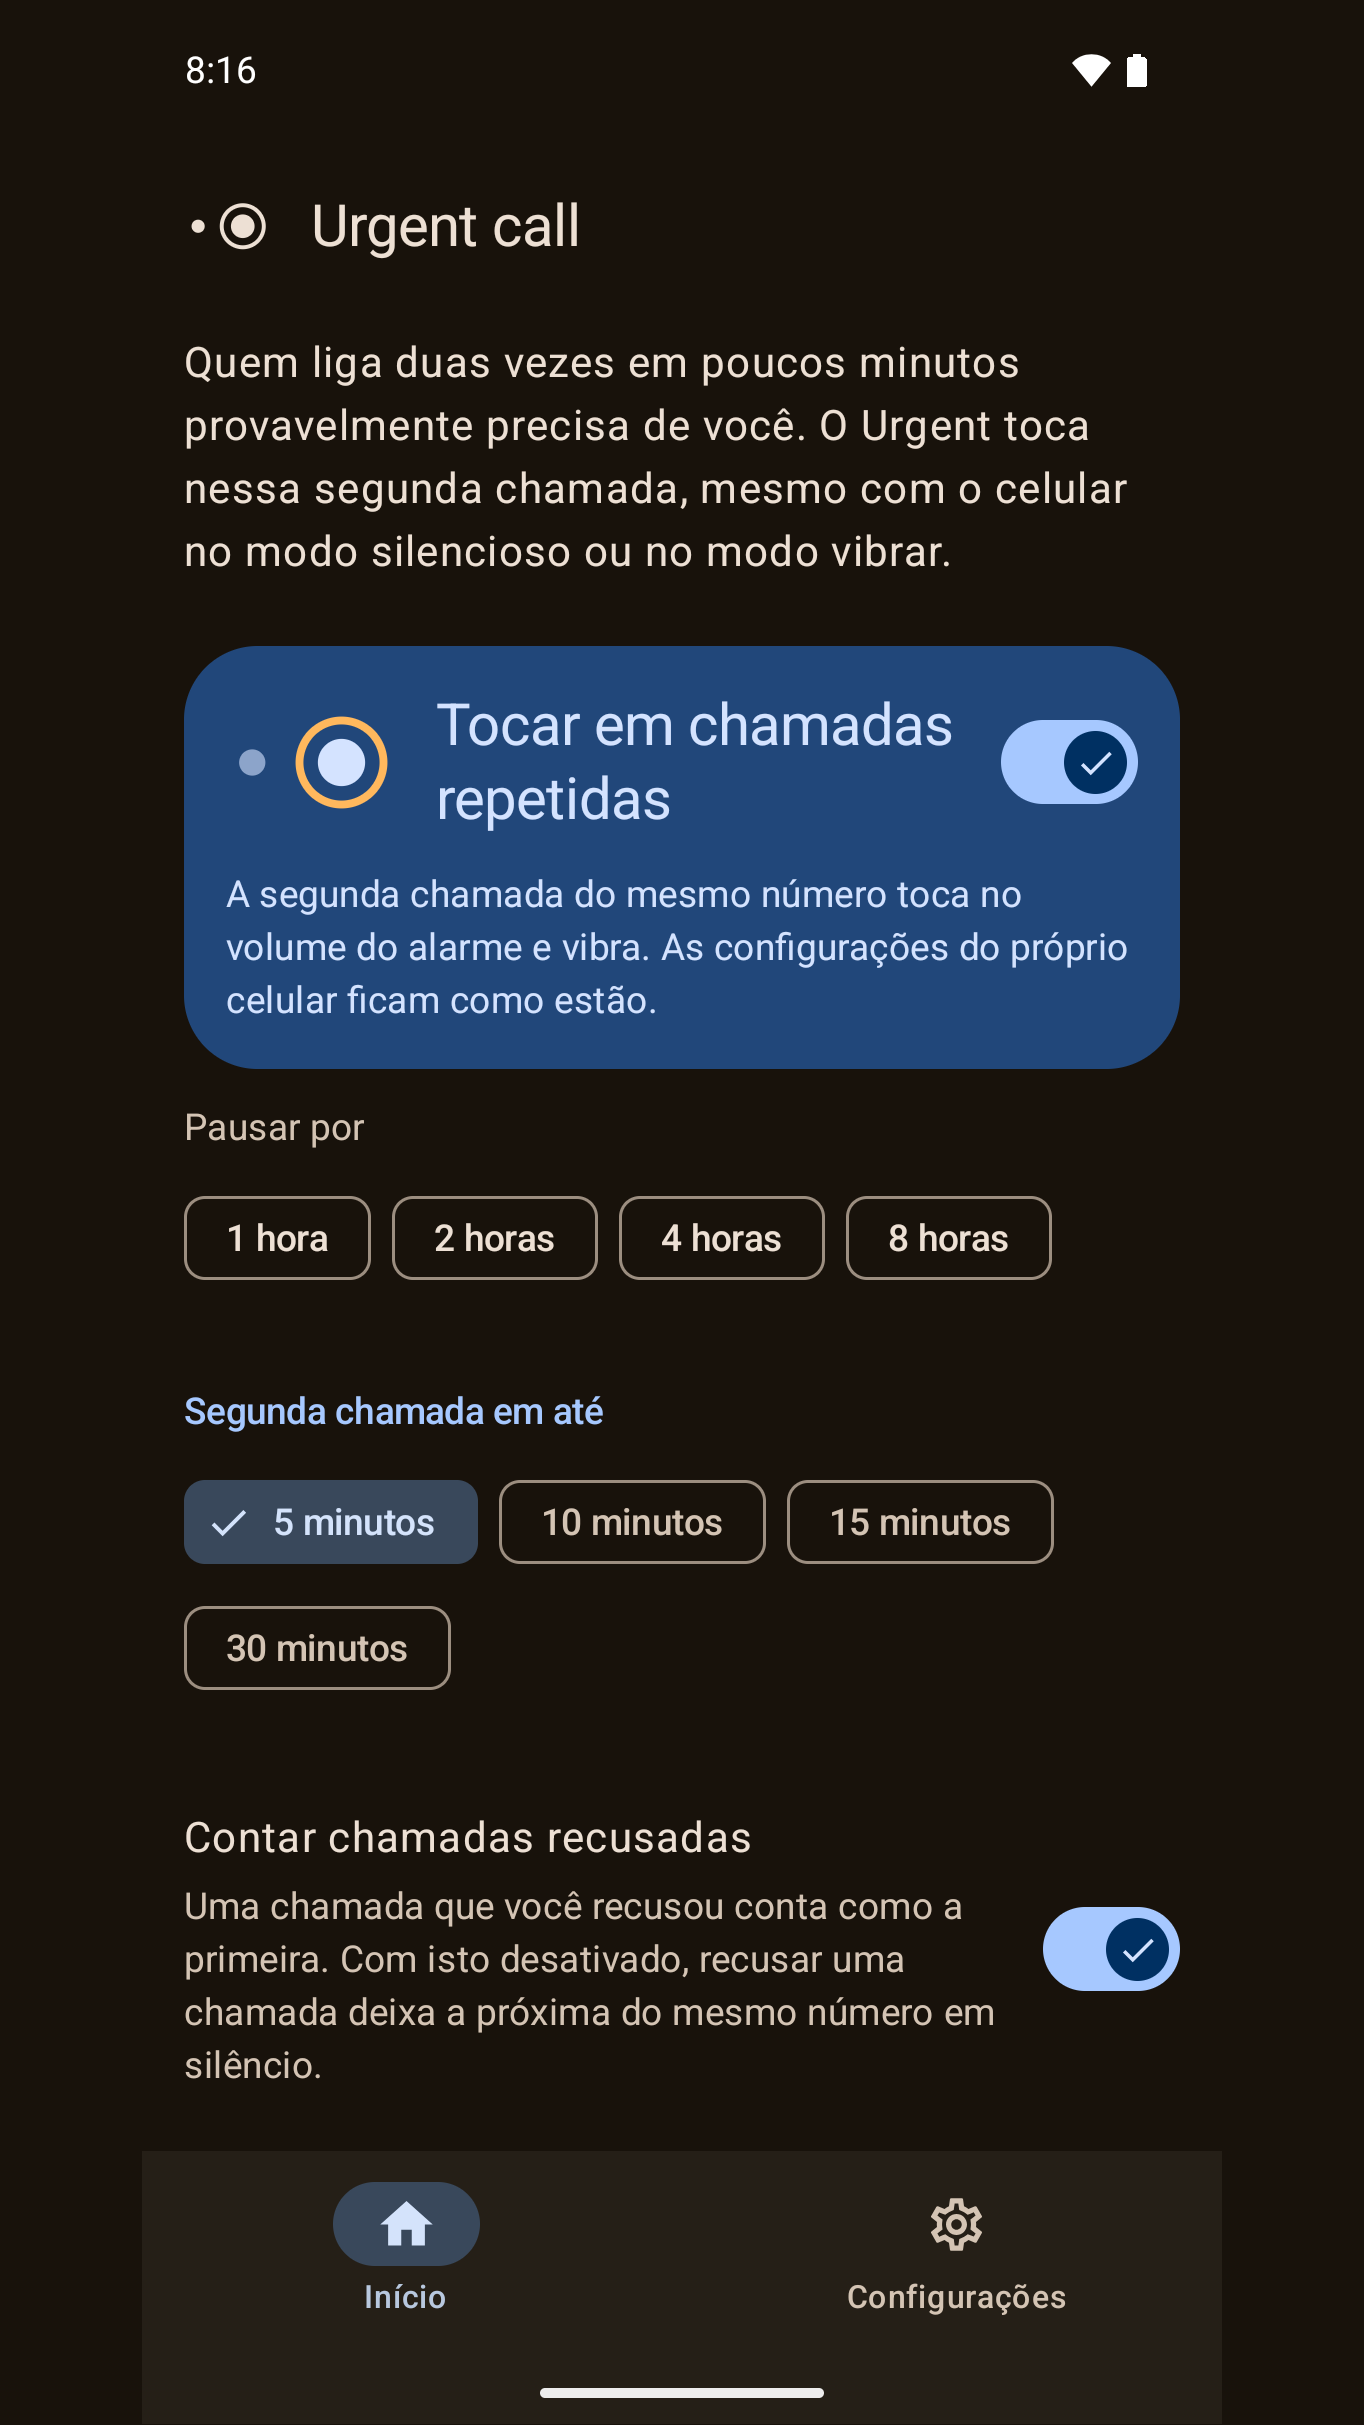 8:16
Urgent call
Quem liga duas vezes em poucos minutos
provavelmente precisa de você. O Urgent toca
nessa segunda chamada, mesmo com o celular
no modo silencioso ou no modo vibrar.
Tocar em chamadas
repetidas
A segunda chamada do mesmo número toca no
volume do alarme e vibra. As configurações do próprio
celular ficam como estão.
Pausar por
1 hora
2 horas
4 horas
8 horas
Segunda chamada em até
5 minutos
10 minutos
15 minutos
30 minutos
Contar chamadas recusadas
Uma chamada que você recusou conta como a
primeira. Com isto desativado, recusar uma
chamada deixa a próxima do mesmo número em
silêncio.
Início
Configurações